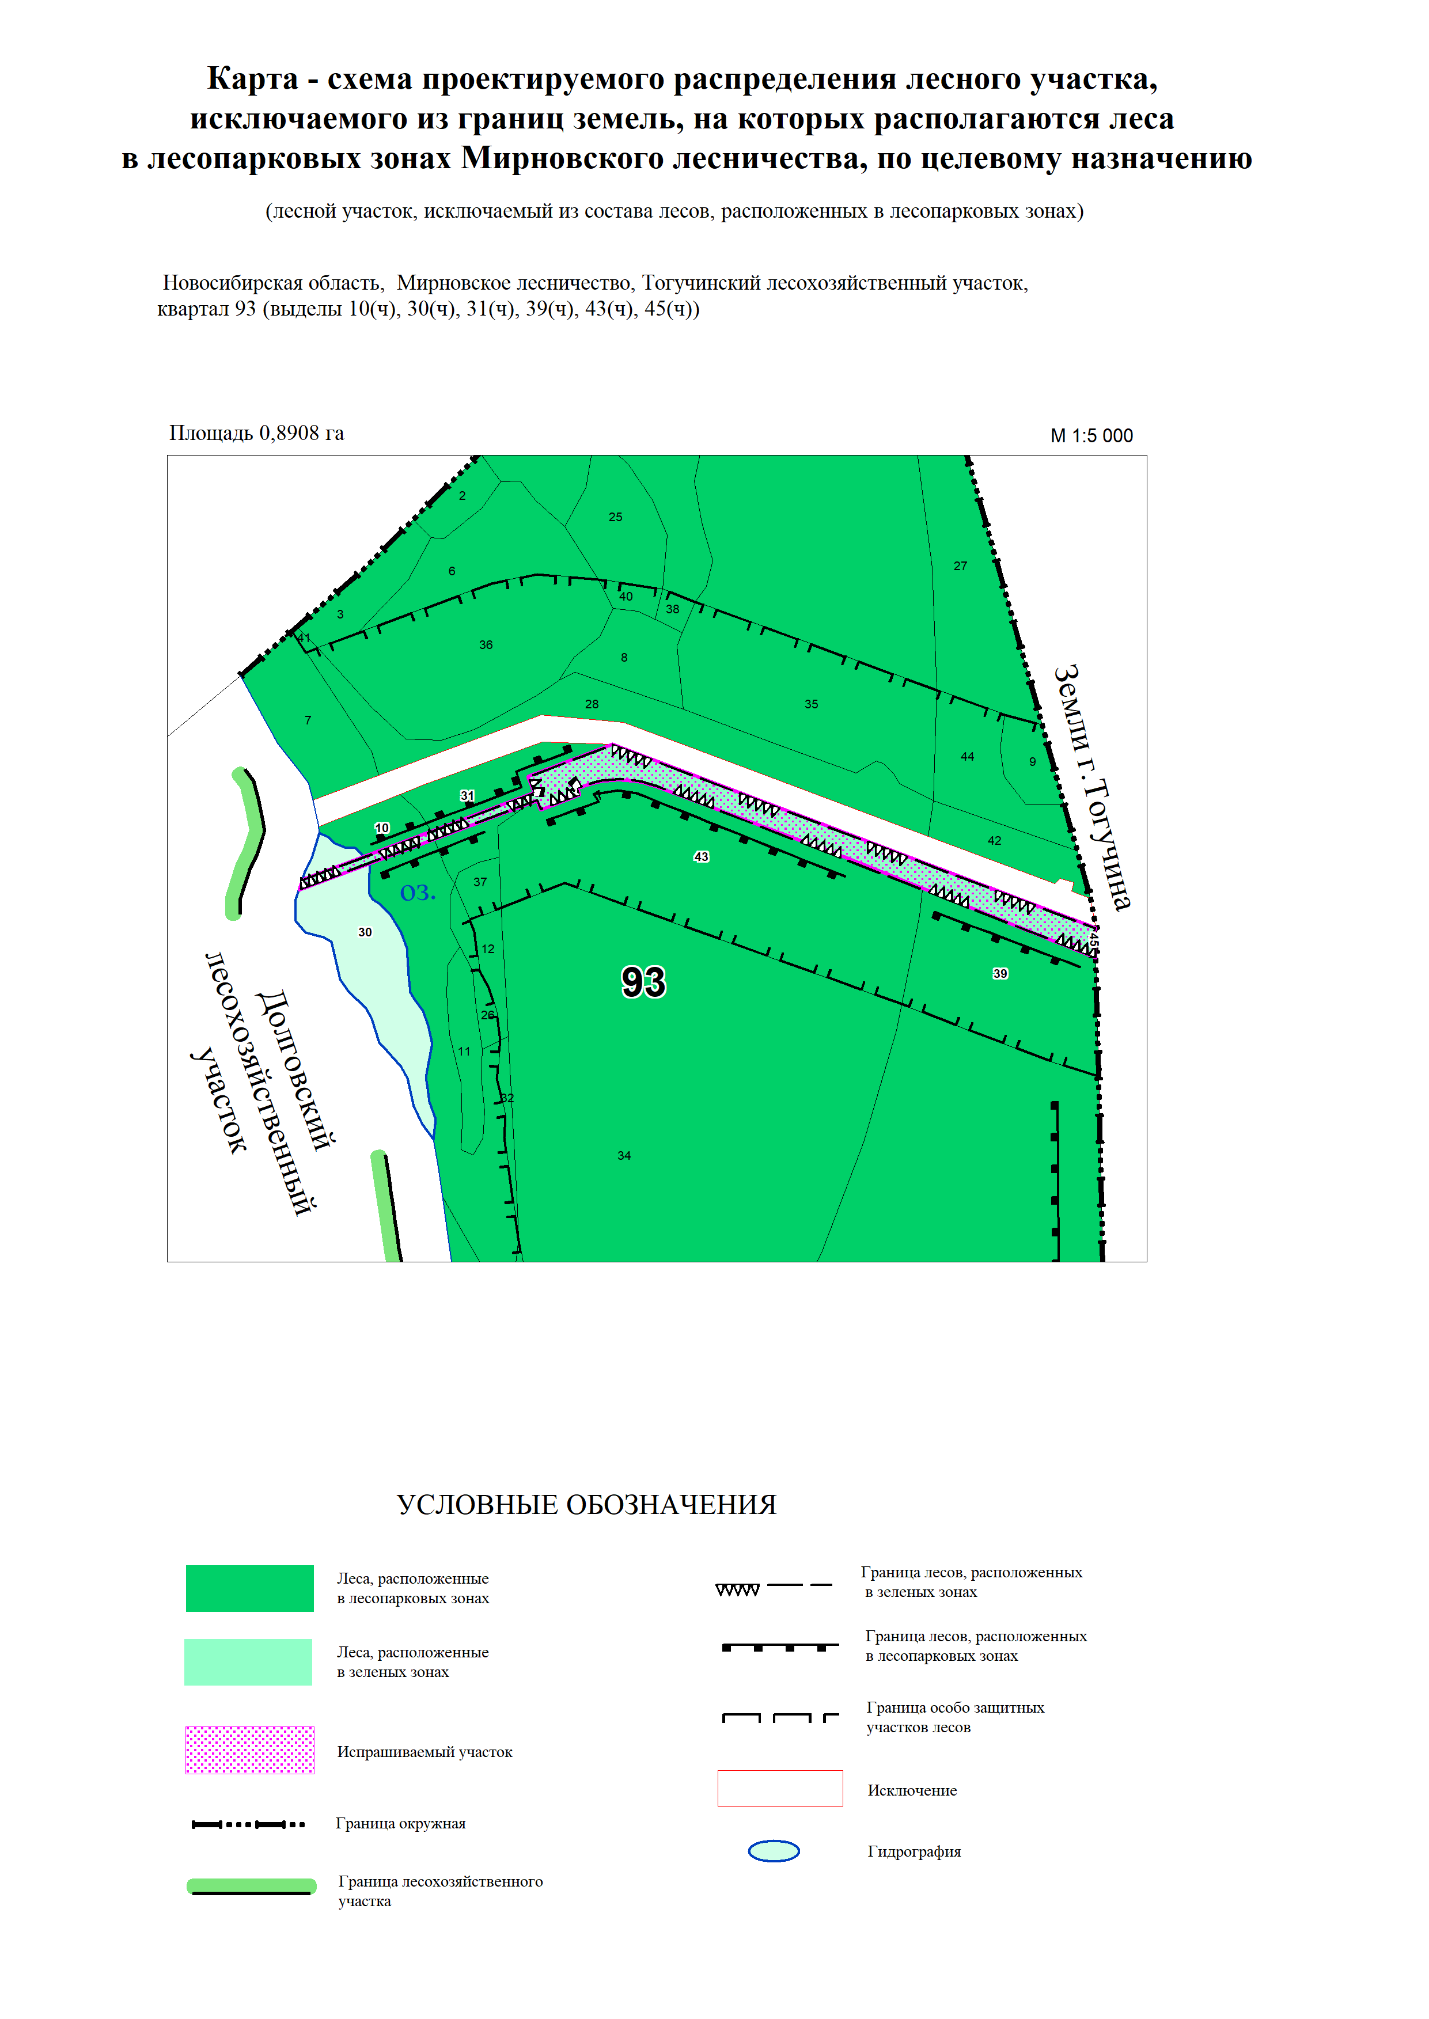 Карта - схема проектируемого распределения лесного участка,
исключаемого из границ земель, на которых располагаются леса
в лесопарковых зонах Мирновского лесничества, по целевому назначению
(лесной участок, исключаемый из состава лесов, расположенных в лесопарковых зонах)
Новосибирская область, Мирновское лесничество, Тогучинский лесохозяйственный участок,
квартал 93 (выделы 10(ч), 30(ч), 31(ч), 39(ч), 43(ч), 45(ч))
Площадь 0,8908 га
М 1:5 000
2
25
6
27
3
40
38
41
36
8
7
28
35
44
9
31
10
42
43
37
оз.
30
12
45
39
93
26
11
32
34
Земли г.Тогучина
Долговский
лесохозяйственный
участок
УСЛОВНЫЕ ОБОЗНАЧЕНИЯ
Леса, расположенные
в лесопарковых зонах
Леса, расположенные
в зеленых зонах
Испрашиваемый участок
Граница окружная
Граница лесохозяйственного
участка
Граница лесов, расположенных
в зеленых зонах
Граница лесов, расположенных
в лесопарковых зонах
Граница особо защитных
участков лесов
Исключение
Гидрография